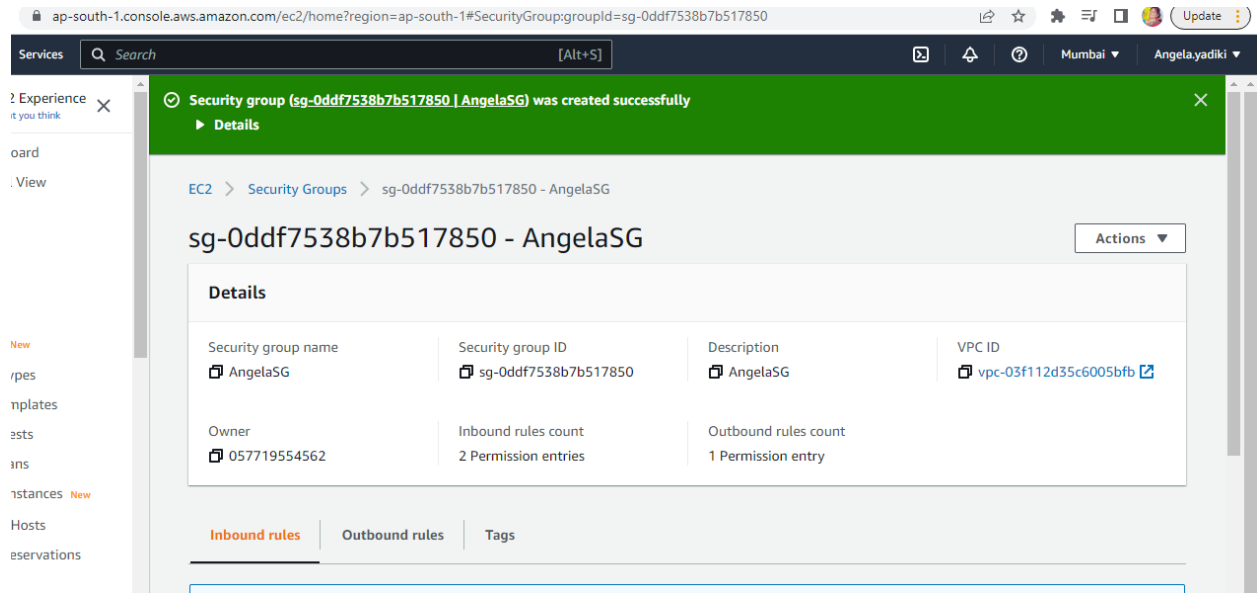 ap-south-1.console.aws.amazon.com/ec2/home?region=ap-south-1#SecurityGroup:groupId=sg-0ddf7538b7b517850
Update
Services
Search
[Alt+S]
Mumbai
Angela.yadiki
2 Experience
t you think
Security group (sg-0ddf7538b7b517850 | AngelaSG) was created successfully
Details
oard
. View
EC2 > Security Groups > sg-0ddf7538b7b517850 - AngelaSG
sg-0ddf7538b7b517850 - AngelaSG
Actions
Details
New
Security group name
Security group ID
Description
VPC ID
ypes
AngelaSG
sg-0ddf7538b7b517850
AngelaSG
vpc-03f112d35c6005bfb
mplates
ests
Owner
Inbound rules count
Outbound rules count
ans
057719554562
2 Permission entries
1 Permission entry
nstances New
Hosts
Inbound rules
Outbound rules
Tags
eservations